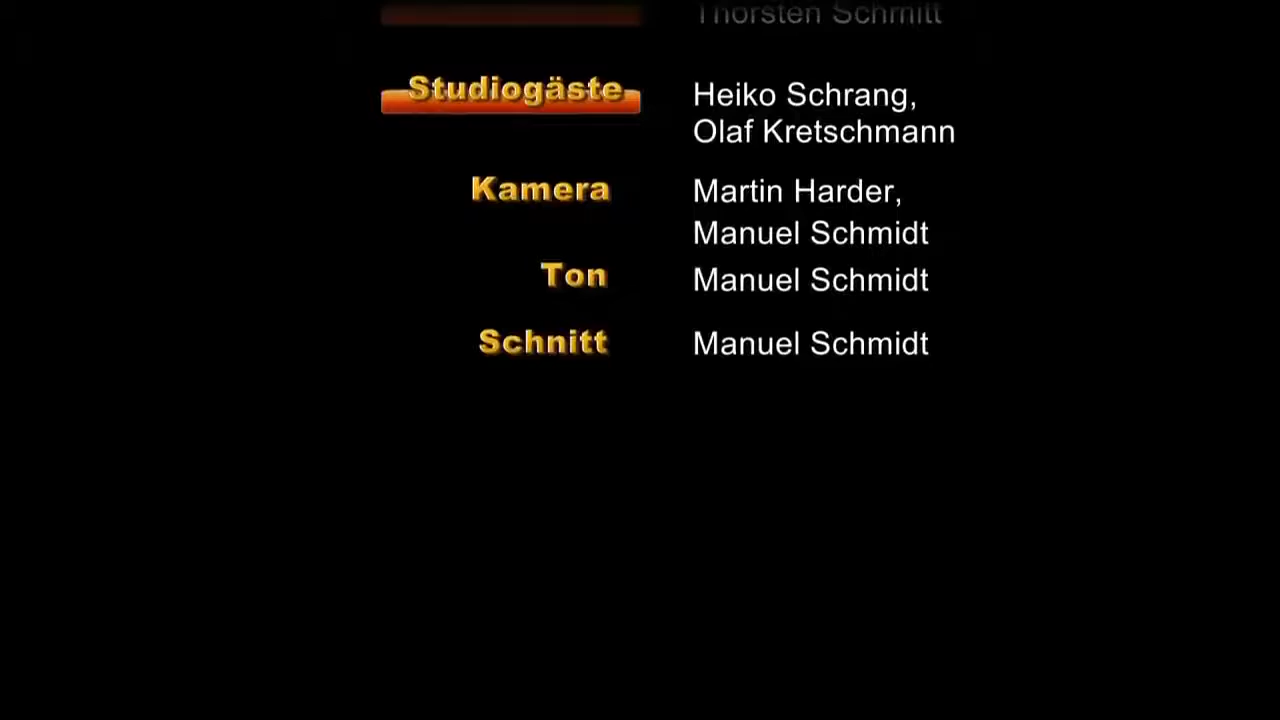 Thorsten Schmitt
Studiogäste Heiko Schrang,
Olaf Kretschmann
Kamera Martin Harder,
Manuel Schmidt
Ton Manuel Schmidt
Schnitt Manuel Schmidt